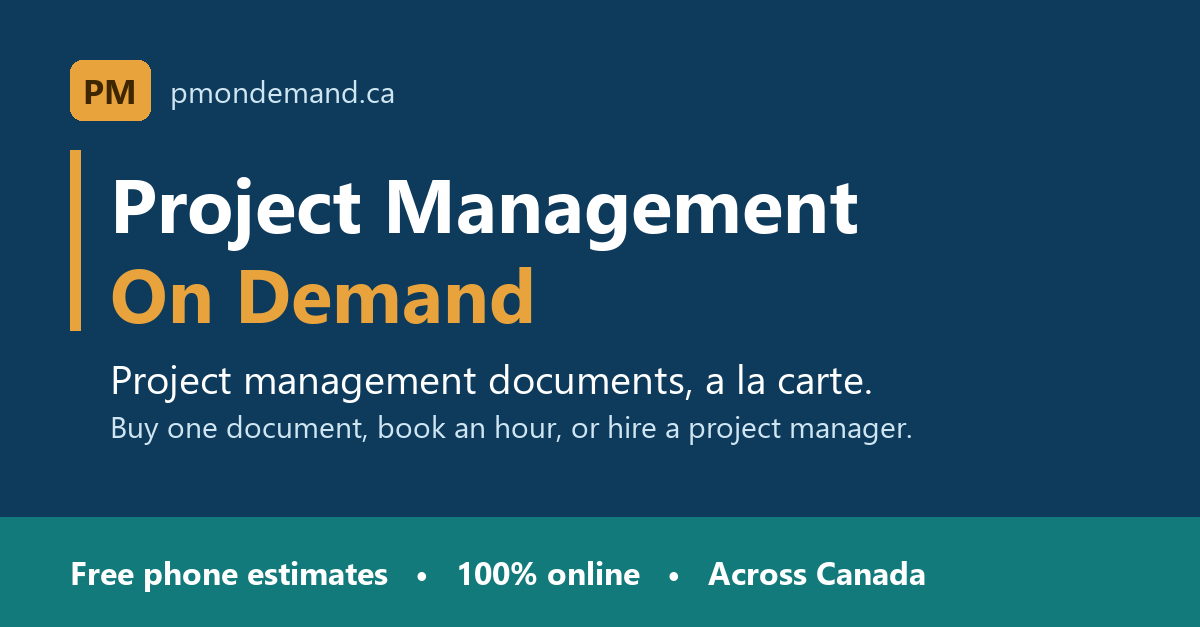 PM
pmondemand.ca
Project Management
On Demand
Project management documents, a la carte.
Buy one document, book an hour, or hire a project manager.
Free phone estimates • 100% online • Across Canada